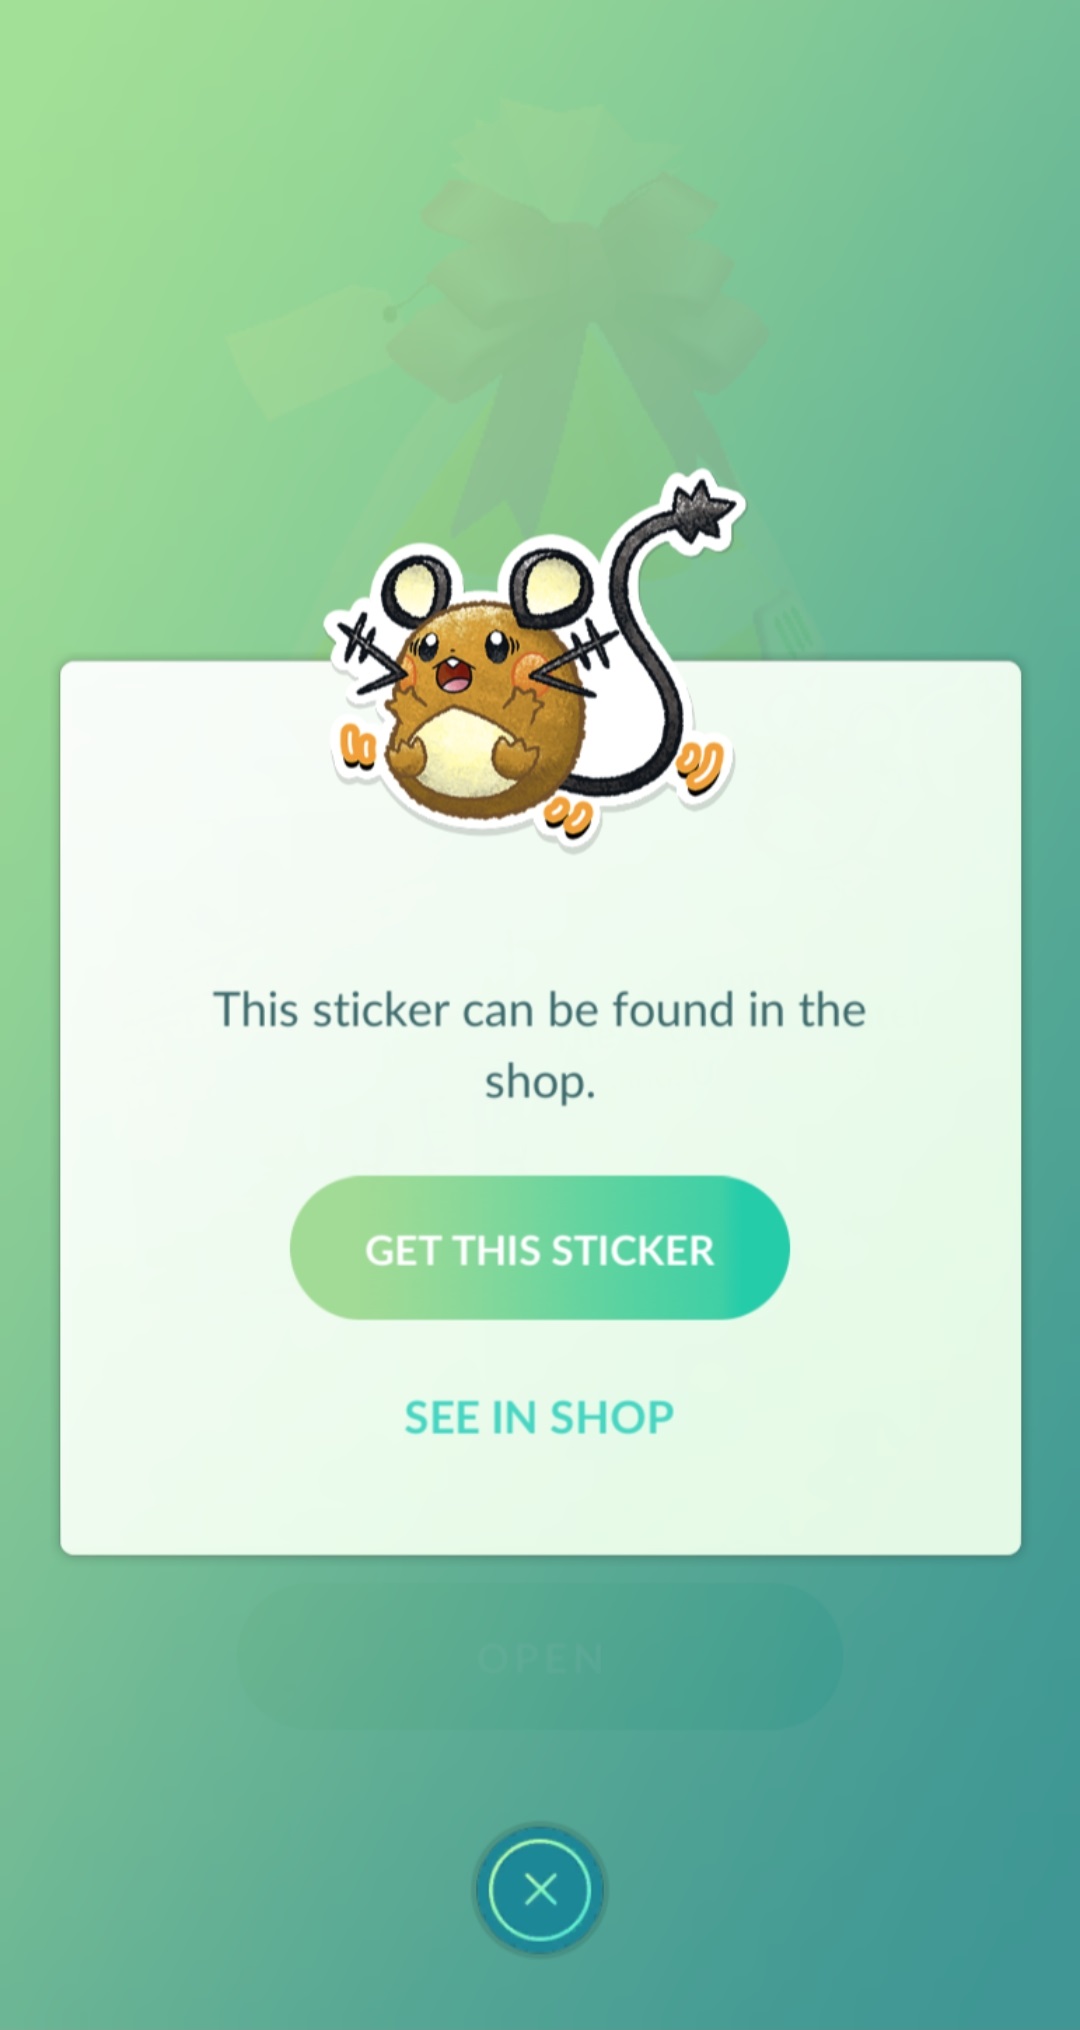 This sticker can be found in the
shop.
GET THIS STICKER
SEE IN SHOP
OPEN